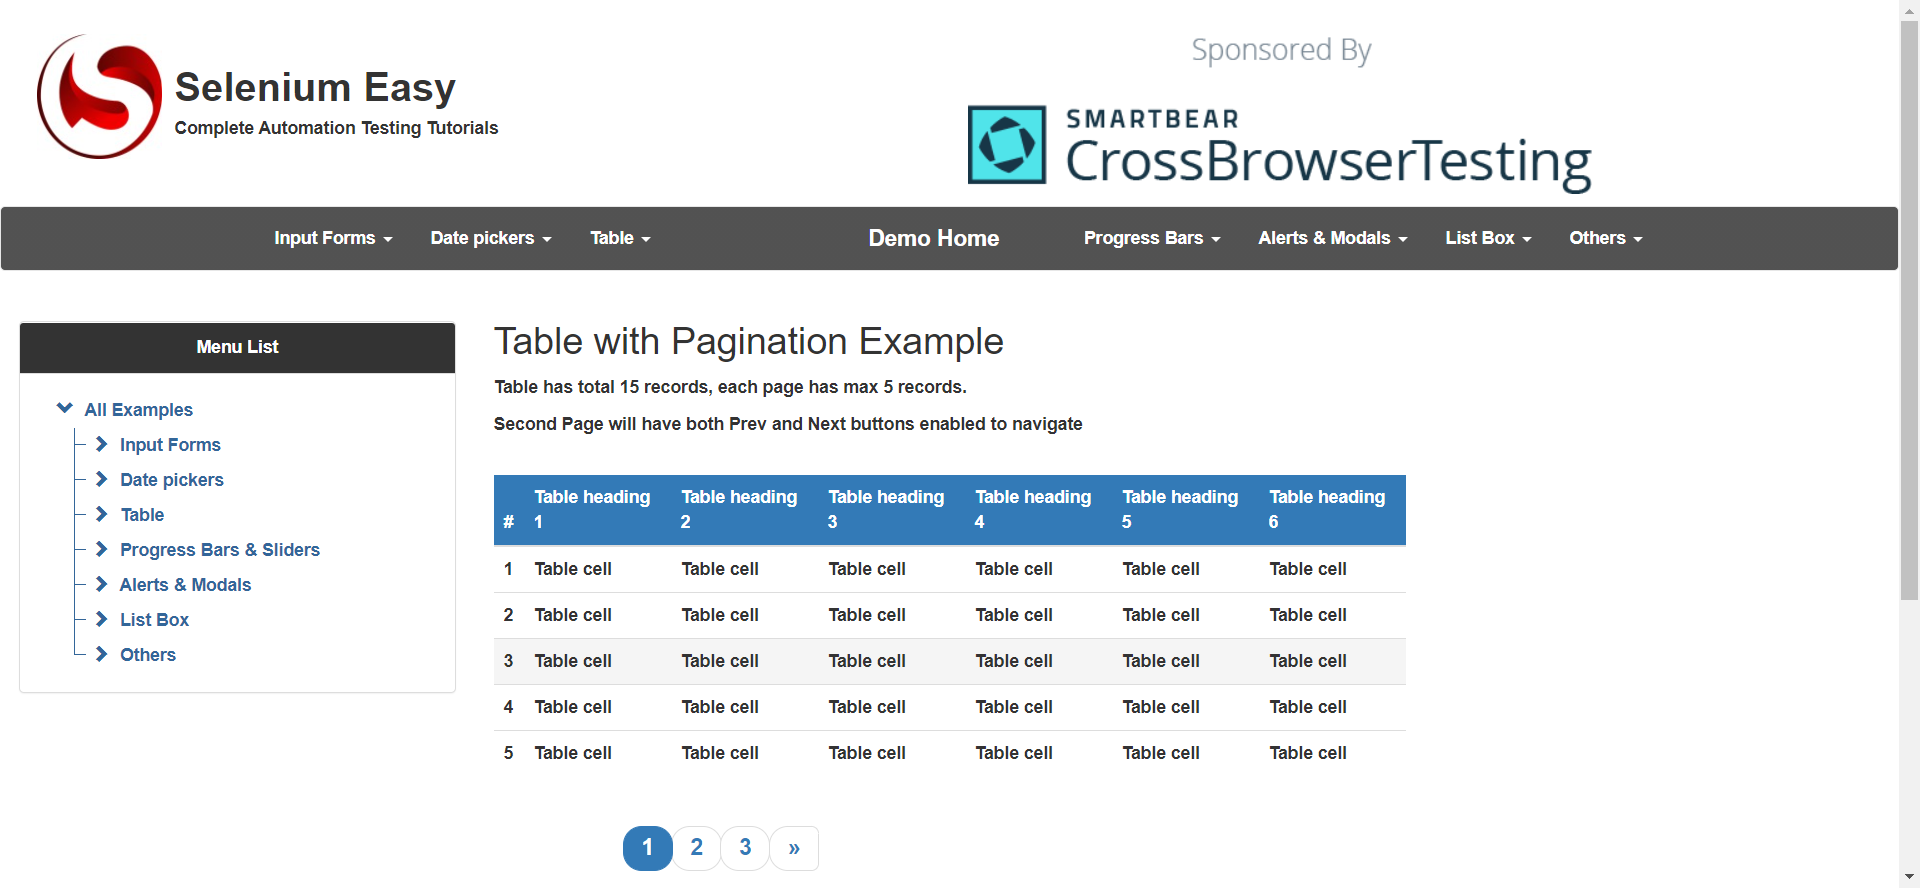 Selenium Easy
Complete Automation Testing Tutorials
Sponsored By
SMARTBEAR
CrossBrowserTesting
Input Forms Date pickers Table Demo Home Progress Bars Alerts & Modals List Box Others
Menu List
All Examples
Input Forms
Date pickers
Table
Progress Bars & Sliders
Alerts & Modals
List Box
Others
Table with Pagination Example
Table has total 15 records, each page has max 5 records.
Second Page will have both Prev and Next buttons enabled to navigate
# Table heading 1 Table heading 2 Table heading 3 Table heading 4 Table heading 5 Table heading 6
1 Table cell Table cell Table cell Table cell Table cell Table cell
2 Table cell Table cell Table cell Table cell Table cell Table cell
3 Table cell Table cell Table cell Table cell Table cell Table cell
4 Table cell Table cell Table cell Table cell Table cell Table cell
5 Table cell Table cell Table cell Table cell Table cell Table cell
1 2 3 »